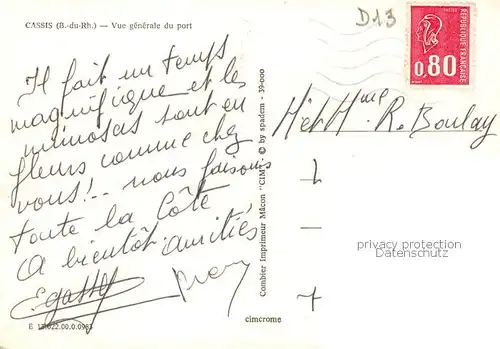 CASSIS (B.-du-Rh.) — Vue générale du port
D13
REPUBLIQUE FRANCAISE
0,80
Il fait un temps
magnifique et les
mimosas sont en
fleurs comme chez
vous!.. nous faisons
toute la Côte
A bientôt amitiés
M et Mme R. Boulay
Combier Imprimeur Mâcon "CIM" © by spadem - 39-000
privacy protection
Datenschutz
cimcrome